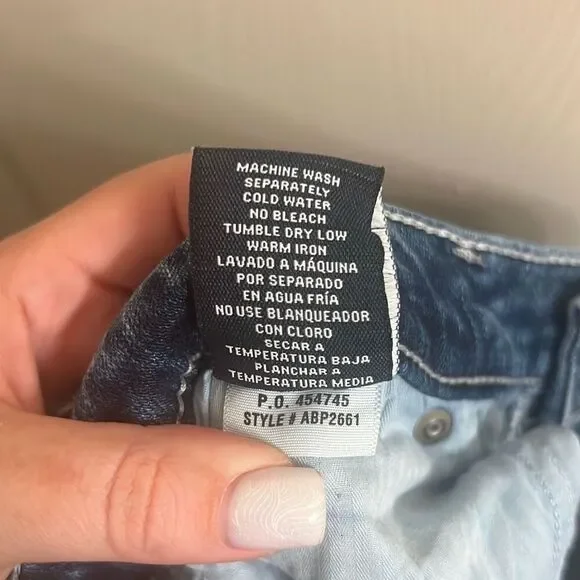 MACHINE WASH
SEPARATELY
COLD WATER
NO BLEACH
TUMBLE DRY LOW
WARM IRON
LAVADO A MÁQUINA
POR SEPARADO
EN AGUA FRÍA
NO USE BLANQUEADOR
CON CLORO
SECAR A
TEMPERATURA BAJA
PLANCHAR A
TEMPERATURA MEDIA
P.O. 454745
STYLE # ABP2661